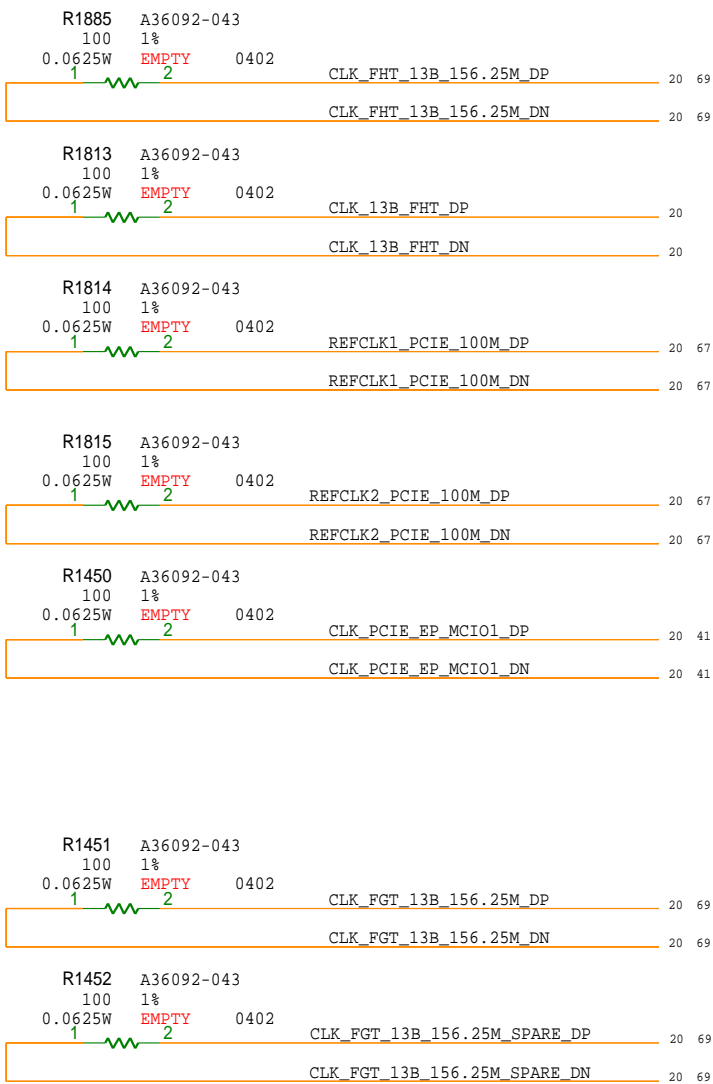 R1885 A36092-043
100 1%
0.0625W EMPTY 0402
1 2 CLK_FHT_13B_156.25M_DP 20 69
CLK_FHT_13B_156.25M_DN 20 69
R1813 A36092-043
100 1%
0.0625W EMPTY 0402
1 2 CLK_13B_FHT_DP 20
CLK_13B_FHT_DN 20
R1814 A36092-043
100 1%
0.0625W EMPTY 0402
1 2 REFCLK1_PCIE_100M_DP 20 67
REFCLK1_PCIE_100M_DN 20 67
R1815 A36092-043
100 1%
0.0625W EMPTY 0402
1 2 REFCLK2_PCIE_100M_DP 20 67
REFCLK2_PCIE_100M_DN 20 67
R1450 A36092-043
100 1%
0.0625W EMPTY 0402
1 2 CLK_PCIE_EP_MCIO1_DP 20 41
CLK_PCIE_EP_MCIO1_DN 20 41
R1451 A36092-043
100 1%
0.0625W EMPTY 0402
1 2 CLK_FGT_13B_156.25M_DP 20 69
CLK_FGT_13B_156.25M_DN 20 69
R1452 A36092-043
100 1%
0.0625W EMPTY 0402
1 2 CLK_FGT_13B_156.25M_SPARE_DP 20 69
CLK_FGT_13B_156.25M_SPARE_DN 20 69